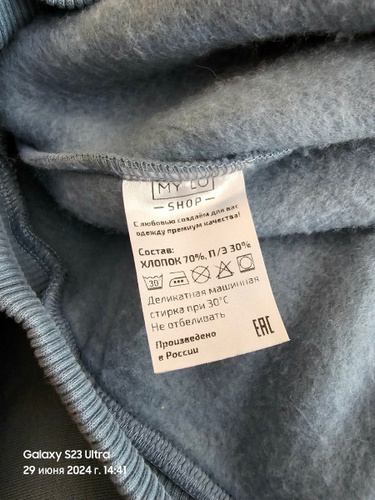 MY LU
— SHOP —
С любовью создаём для вас
одежду премиум качества!
Состав:
ХЛОПОК 70%, П/Э 30%
30
Деликатная машинная
стирка при 30°С
Не отбеливать
Произведено
в России
EAC
Galaxy S23 Ultra
29 июня 2024 г. 14:41